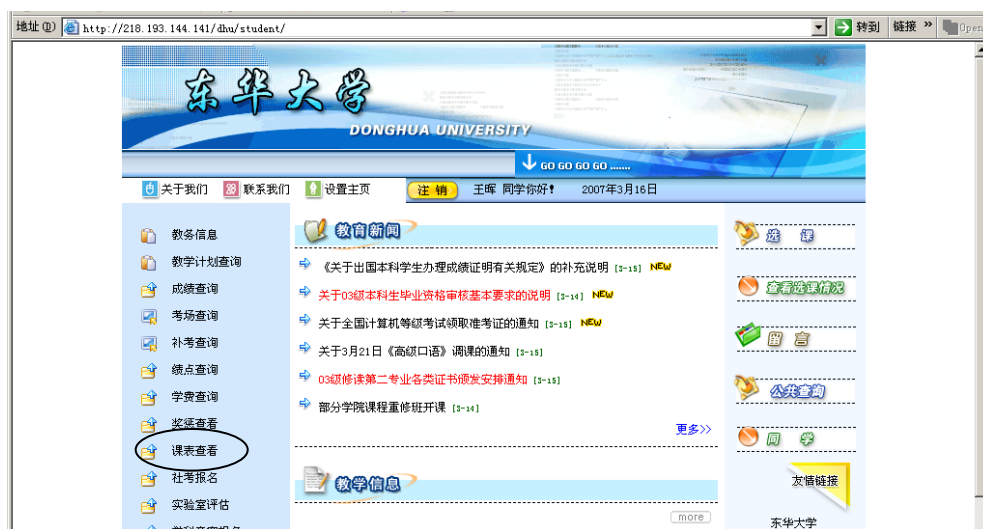 地址(D) http://218.193.144.141/dhu/student/ 转到 链接 » Open
东华大学
DONGHUA UNIVERSITY
GO GO GO GO .......
关于我们 联系我们 设置主页 注 销 王晖 同学你好! 2007年3月16日
教务信息
教学计划查询
成绩查询
考场查询
补考查询
绩点查询
学费查询
奖惩查看
课表查看
社考报名
实验室评估
教育新闻
《关于出国本科学生办理成绩证明有关规定》的补充说明 [3-15] NEW
关于03级本科生毕业资格审核基本要求的说明 [3-14] NEW
关于全国计算机等级考试领取准考证的通知 [3-15] NEW
关于3月21日《高级口语》调课的通知 [3-15]
03级修读第二专业各类证书颁发安排通知 [3-15]
部分学院课程重修班开课 [3-14]
更多>>
教学信息
more
选 课
查看选课情况
留 言
公共查询
同 学
友情链接
东华大学